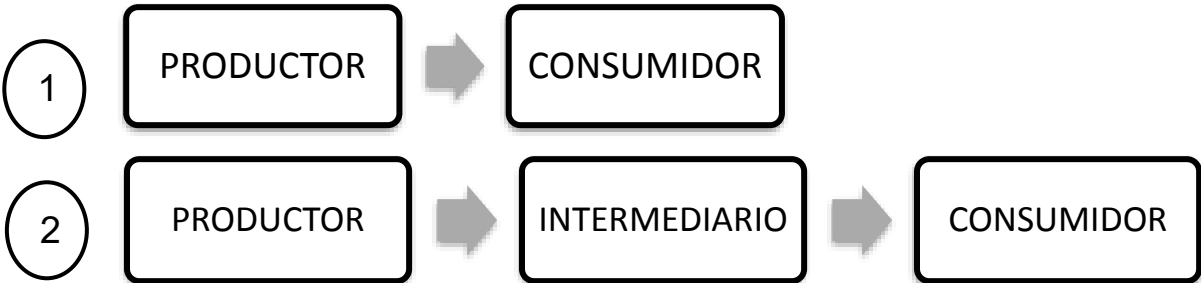 1 PRODUCTOR CONSUMIDOR
2 PRODUCTOR INTERMEDIARIO CONSUMIDOR